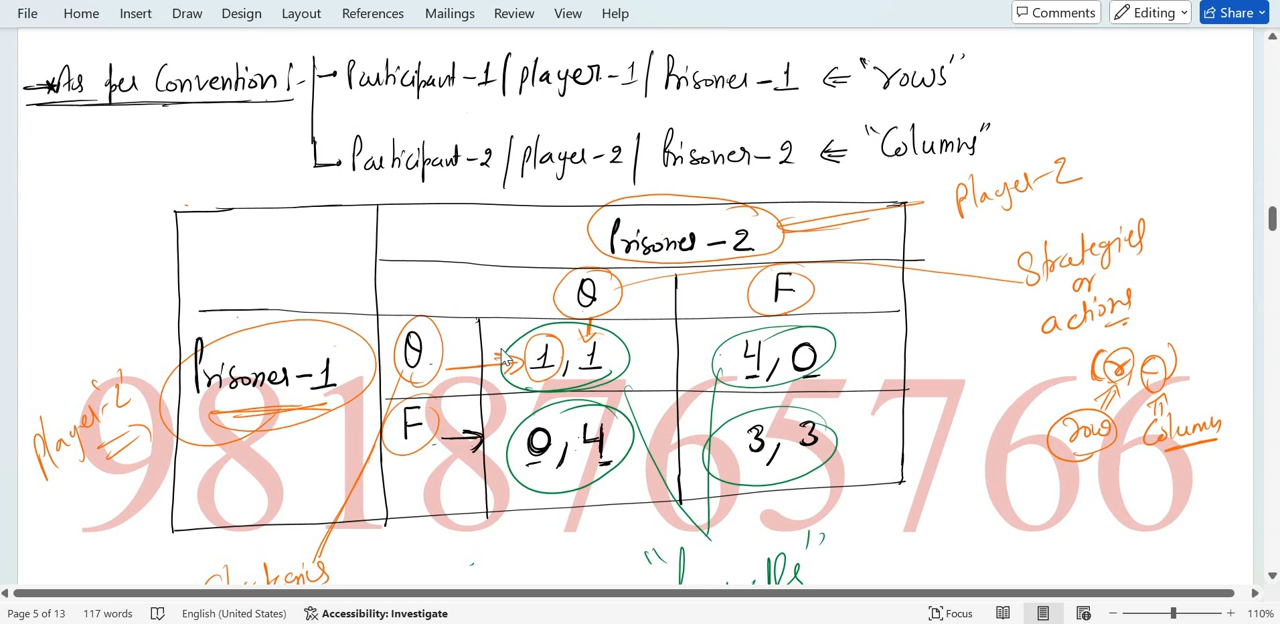 File Home Insert Draw Design Layout References Mailings Review View Help Comments Editing Share
As per Convention:- Participant-1/player-1/Prisoner-1 ⇐ "rows"
Participant-2/player-2/Prisoner-2 ⇐ "Columns"
Player-2
Prisoner-2
Strategies
or
actions
Q F
Prisoner-1
Q 1, 1 4, 0
(r, c)
F → 0, 4 3, 3
row Columns
Player-2
9818765766
Page 5 of 13 117 words English (United States) Accessibility: Investigate Focus 110%